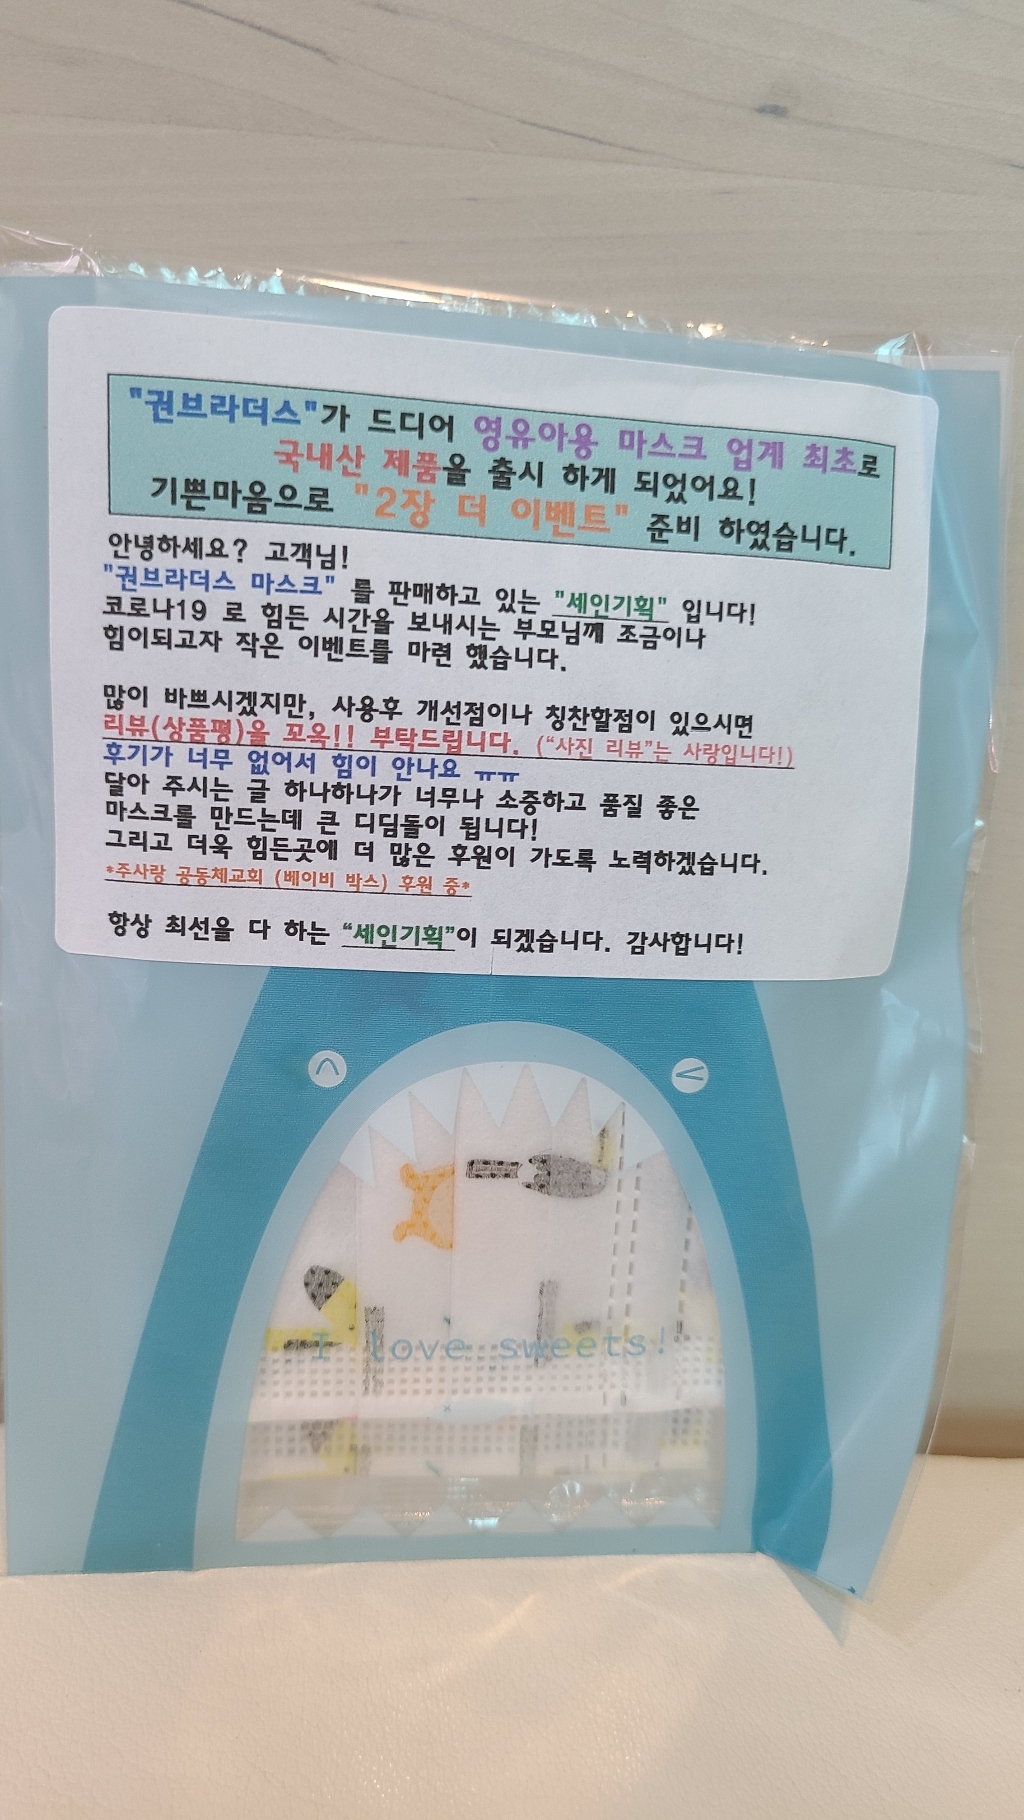 "권브라더스"가 드디어 영유아용 마스크 업계 최초로
국내산 제품을 출시 하게 되었어요!
기쁜마음으로 "2장 더 이벤트" 준비 하였습니다.
안녕하세요? 고객님!
"권브라더스 마스크" 를 판매하고 있는 "세인기획" 입니다!
코로나19 로 힘든 시간을 보내시는 부모님께 조금이나
힘이되고자 작은 이벤트를 마련 했습니다.
많이 바쁘시겠지만, 사용후 개선점이나 칭찬할점이 있으시면
리뷰(상품평)을 꼬옥!! 부탁드립니다. ("사진 리뷰"는 사랑입니다!)
후기가 너무 없어서 힘이 안나요 ㅠㅠ
달아 주시는 글 하나하나가 너무나 소중하고 품질 좋은
마스크를 만드는데 큰 디딤돌이 됩니다!
그리고 더욱 힘든곳에 더 많은 후원이 가도록 노력하겠습니다.
*주사랑 공동체교회 (베이비 박스) 후원 중*
항상 최선을 다 하는 “세인기획”이 되겠습니다. 감사합니다!
I love sweets!